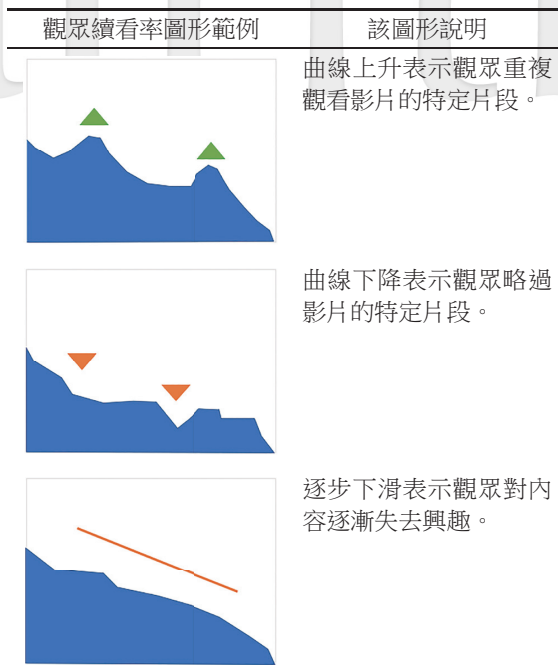 觀眾續看率圖形範例 該圖形說明
曲線上升表示觀眾重複
觀看影片的特定片段。
曲線下降表示觀眾略過
影片的特定片段。
逐步下滑表示觀眾對內
容逐漸失去興趣。